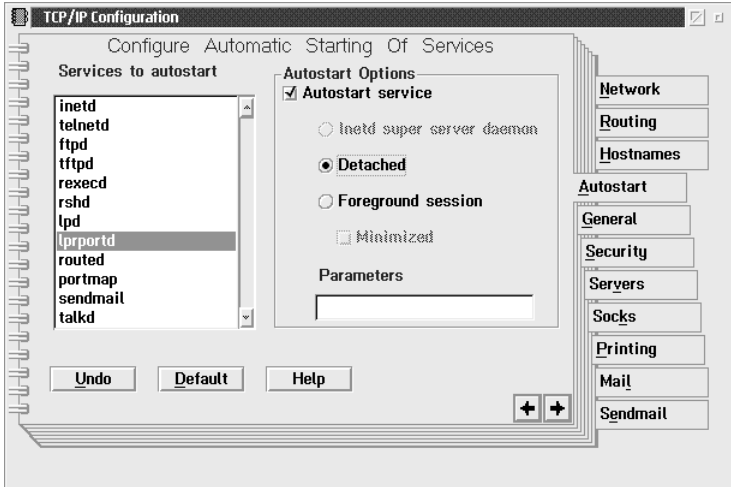 TCP/IP Configuration
Configure Automatic Starting Of Services
Services to autostart
inetd
telnetd
ftpd
tftpd
rexecd
rshd
lpd
lprportd
routed
portmap
sendmail
talkd
Autostart Options
Autostart service
Inetd super server daemon
Detached
Foreground session
Minimized
Parameters
Undo
Default
Help
Network
Routing
Hostnames
Autostart
General
Security
Servers
Socks
Printing
Mail
Sendmail